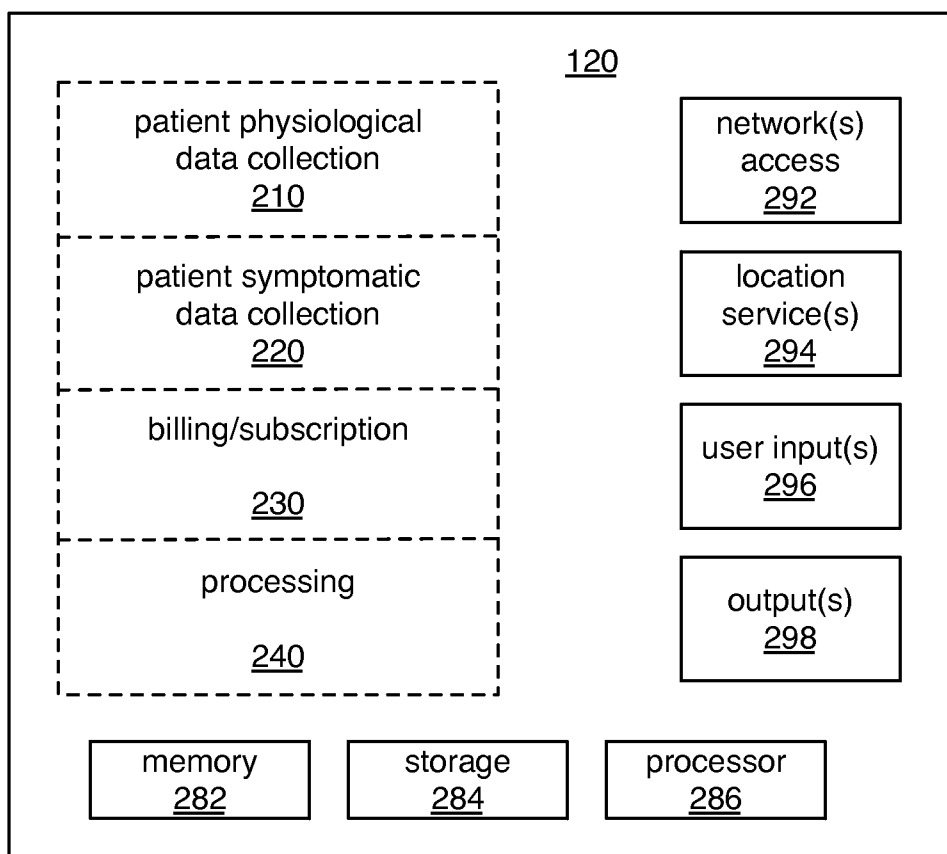 120
patient physiological
data collection
210
patient symptomatic
data collection
220
billing/subscription
230
processing
240
network(s)
access
292
location
service(s)
294
user input(s)
296
output(s)
298
memory
282
storage
284
processor
286